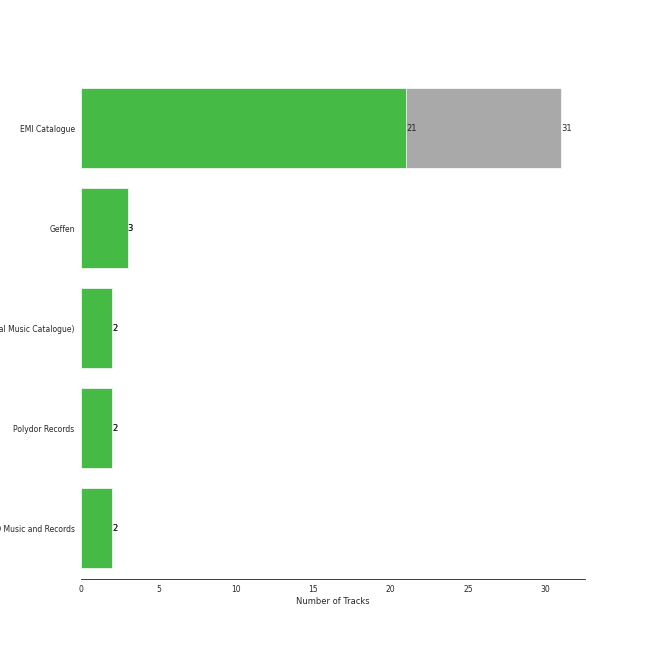 EMI Catalogue
21
31
Geffen
3
al Music Catalogue)
2
Polydor Records
2
Music and Records
2
0 5 10 15 20 25 30
Number of Tracks